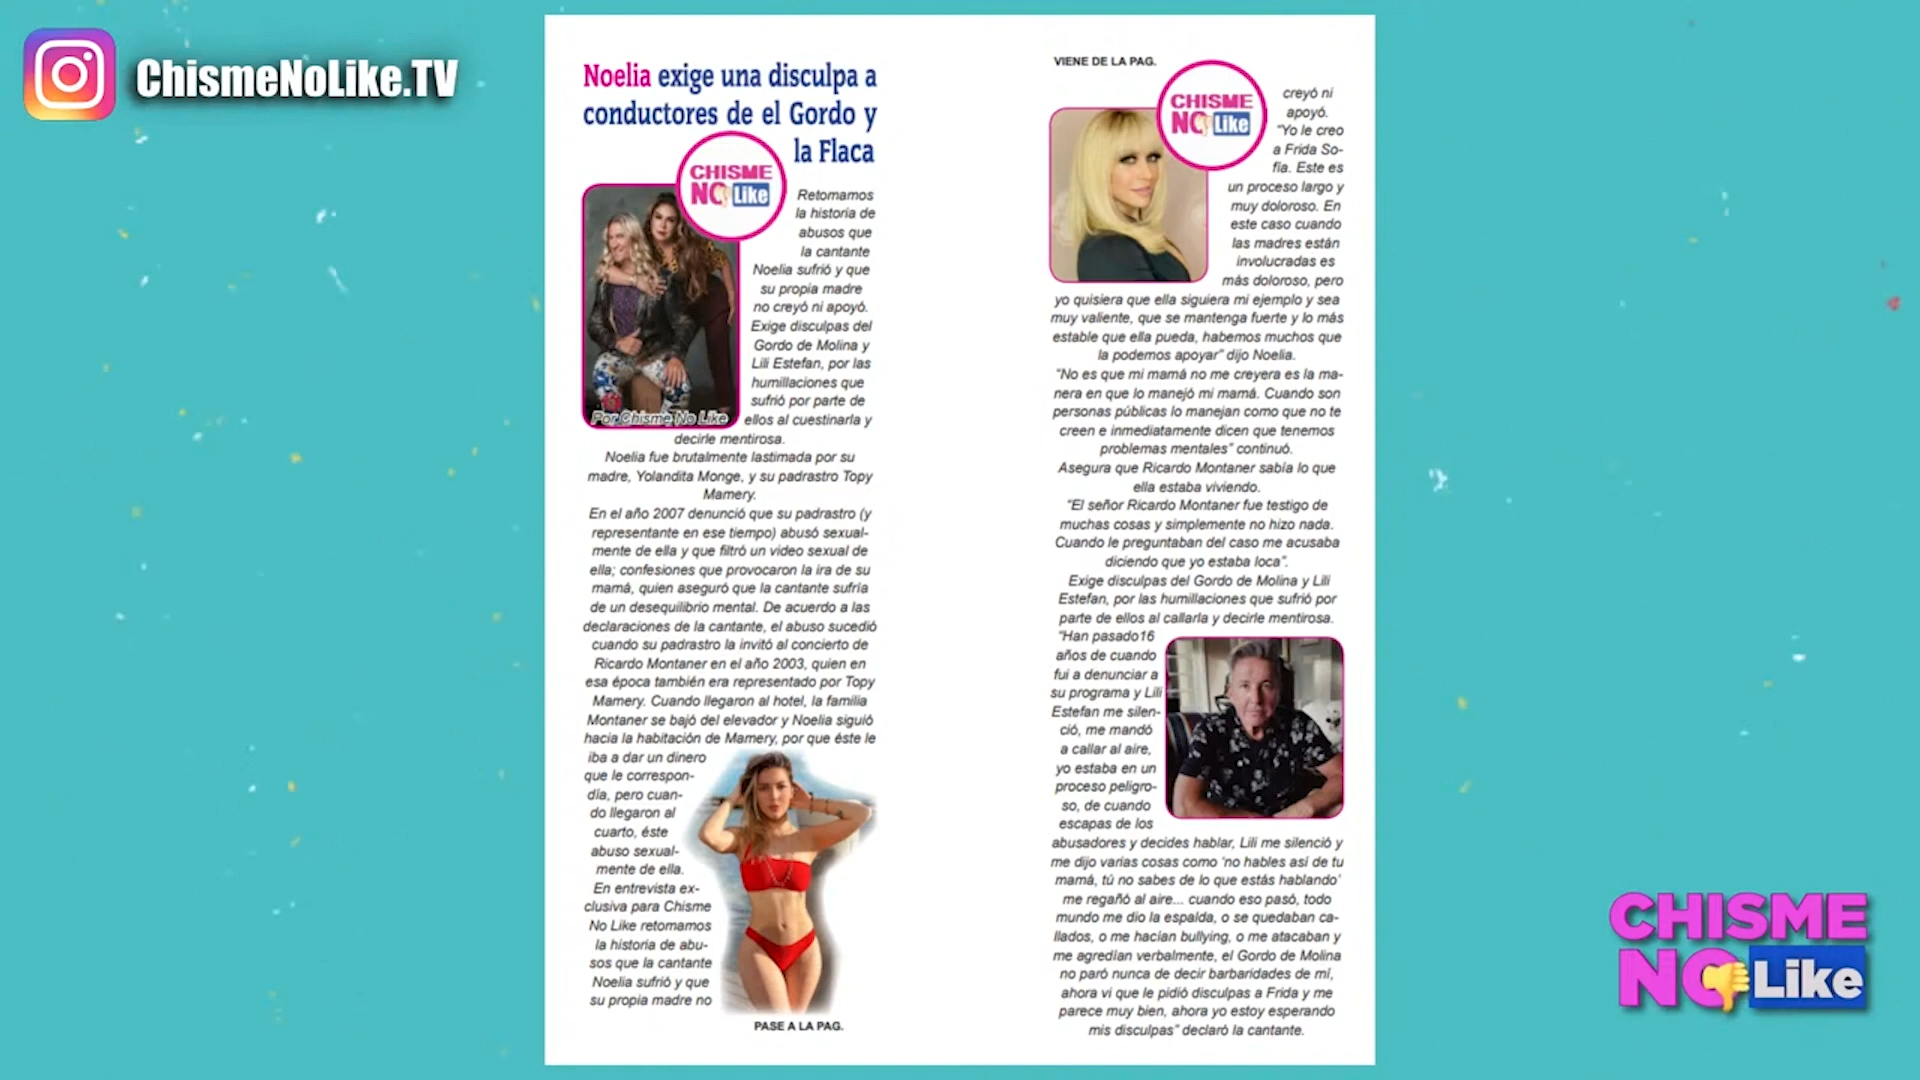 ChismeNoLike.TV
Noelia exige una disculpa a
conductores de el Gordo y
la Flaca
CHISME
NO Like
Por Chisme No Like
Retomamos
la historia de
abusos que
la cantante
Noelia sufrió y que
su propia madre
no creyó ni apoyó.
Exige disculpas del
Gordo de Molina y
Lili Estefan, por las
humillaciones que
sufrió por parte de
ellos al cuestinarla y
decirle mentirosa.
Noelia fue brutalmente lastimada por su
madre, Yolandita Monge, y su padrastro Topy
Mamery.
En el año 2007 denunció que su padrastro (y
representante en ese tiempo) abusó sexual-
mente de ella y que filtró un video sexual de
ella; confesiones que provocaron la ira de su
mamá, quien aseguró que la cantante sufría
de un desequilibrio mental. De acuerdo a las
declaraciones de la cantante, el abuso sucedió
cuando su padrastro la invitó al concierto de
Ricardo Montaner en el año 2003, quien en
esa época también era representado por Topy
Mamery. Cuando llegaron al hotel, la familia
Montaner se bajó del elevador y Noelia siguió
hacia la habitación de Mamery, por que éste le
iba a dar un dinero
que le correspon-
día, pero cuan-
do llegaron al
cuarto, éste
abuso sexual-
mente de ella.
En entrevista ex-
clusiva para Chisme
No Like retomamos
la historia de abu-
sos que la cantante
Noelia sufrió y que
su propia madre no
PASE A LA PAG.
VIENE DE LA PAG.
CHISME
NO Like
creyó ni
apoyó.
"Yo le creo
a Frida So-
fía. Este es
un proceso largo y
muy doloroso. En
este caso cuando
las madres están
involucradas es
más doloroso, pero
yo quisiera que ella siguiera mi ejemplo y sea
muy valiente, que se mantenga fuerte y lo más
estable que ella pueda, habemos muchos que
la podemos apoyar" dijo Noelia.
"No es que mi mamá no me creyera es la ma-
nera en que lo manejó mi mamá. Cuando son
personas públicas lo manejan como que no te
creen e inmediatamente dicen que tenemos
problemas mentales" continuó.
Asegura que Ricardo Montaner sabía lo que
ella estaba viviendo.
"El señor Ricardo Montaner fue testigo de
muchas cosas y simplemente no hizo nada.
Cuando le preguntaban del caso me acusaba
diciendo que yo estaba loca".
Exige disculpas del Gordo de Molina y Lili
Estefan, por las humillaciones que sufrió por
parte de ellos al callarla y decirle mentirosa.
"Han pasado16
años de cuando
fui a denunciar a
su programa y Lili
Estefan me silen-
ció, me mandó
a callar al aire,
yo estaba en un
proceso peligro-
so, de cuando
escapas de los
abusadores y decides hablar, Lili me silenció y
me dijo varias cosas como 'no hables así de tu
mamá, tú no sabes de lo que estás hablando'
me regañó al aire... cuando eso pasó, todo
mundo me dio la espalda, o se quedaban ca-
llados, o me hacían bullying, o me atacaban y
me agredían verbalmente, el Gordo de Molina
no paró nunca de decir barbaridades de mí,
ahora vi que le pidió disculpas a Frida y me
parece muy bien, ahora yo estoy esperando
mis disculpas" declaró la cantante.
CHISME
NO Like